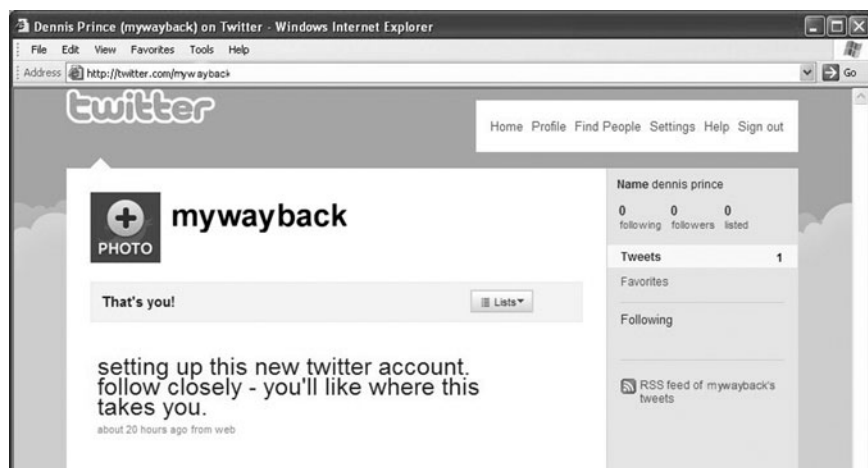 Dennis Prince (mywayback) on Twitter - Windows Internet Explorer
File Edit View Favorites Tools Help
Address http://twitter.com/mywayback Go
twitter
Home Profile Find People Settings Help Sign out
PHOTO
mywayback
Name dennis prince
0 0 0
following followers listed
Tweets 1
Favorites
Following
RSS feed of mywayback's
tweets
That's you!
Lists
setting up this new twitter account.
follow closely - you'll like where this
takes you.
about 20 hours ago from web